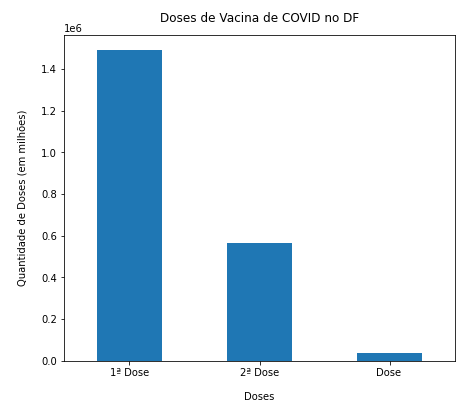 Doses de Vacina de COVID no DF
1e6
Quantidade de Doses (em milhões)
1.4
1.2
1.0
0.8
0.6
0.4
0.2
0.0
1ª Dose 2ª Dose Dose
Doses